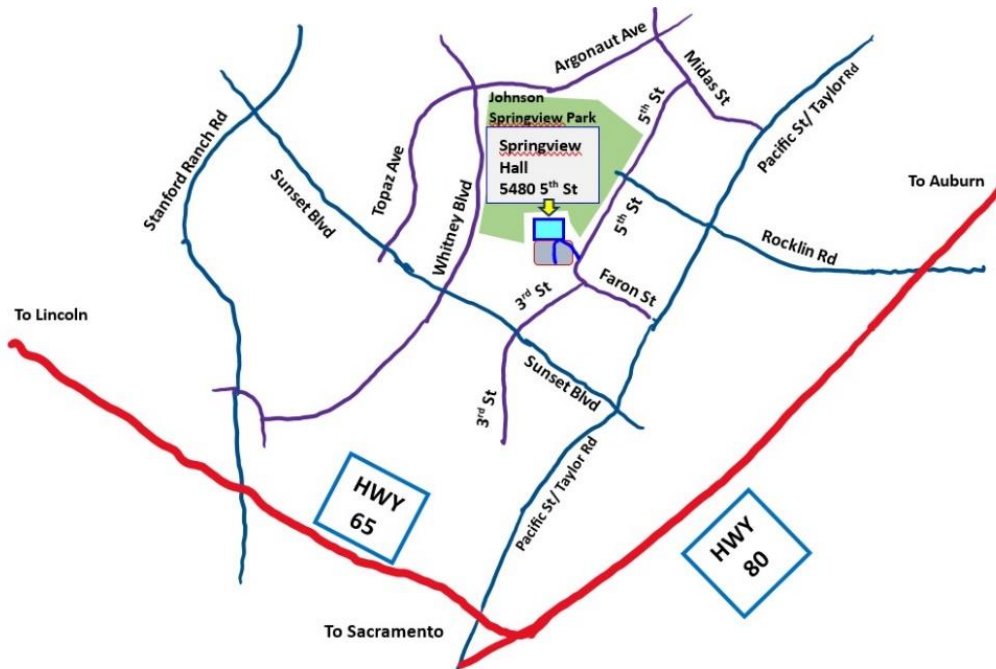 Argonaut Ave
Midas St
Pacific St/ Taylor Rd
Johnson
Springview Park
5th St
Stanford Ranch Rd
Springview
Hall
5480 5th St
To Auburn
Sunset Blvd
Topaz Ave
Whitney Blvd
5th St
Rocklin Rd
Faron St
3rd St
To Lincoln
Sunset Blvd
3rd St
Pacific St/ Taylor Rd
HWY
65
HWY
80
To Sacramento